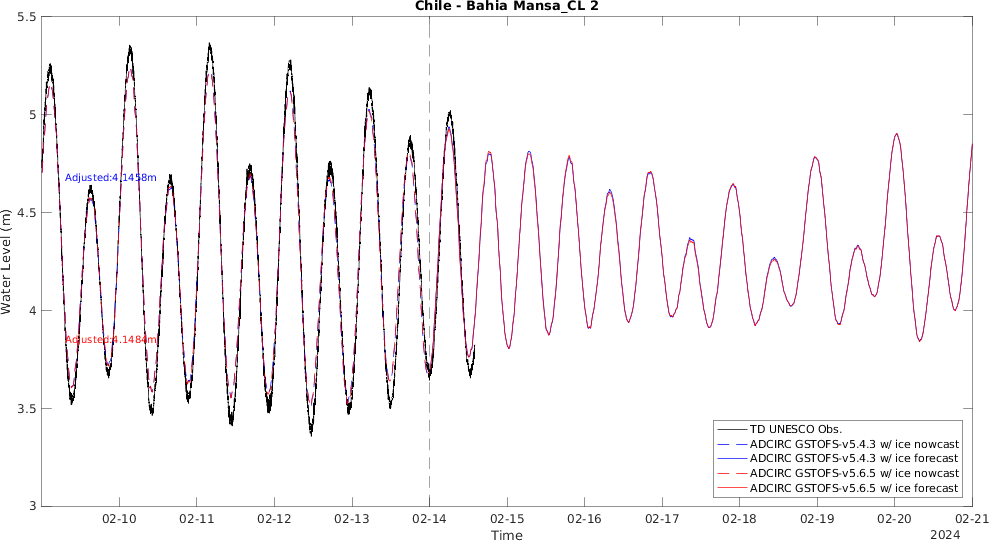 Chile - Bahia Mansa_CL 2
5.5
5
4.5
4
3.5
3
Water Level (m)
Adjusted:4.1458m
Adjusted:4.1484m
TD UNESCO Obs.
ADCIRC GSTOFS-v5.4.3 w/ ice nowcast
ADCIRC GSTOFS-v5.4.3 w/ ice forecast
ADCIRC GSTOFS-v5.6.5 w/ ice nowcast
ADCIRC GSTOFS-v5.6.5 w/ ice forecast
02-10 02-11 02-12 02-13 02-14 02-15 02-16 02-17 02-18 02-19 02-20 02-21
Time
2024